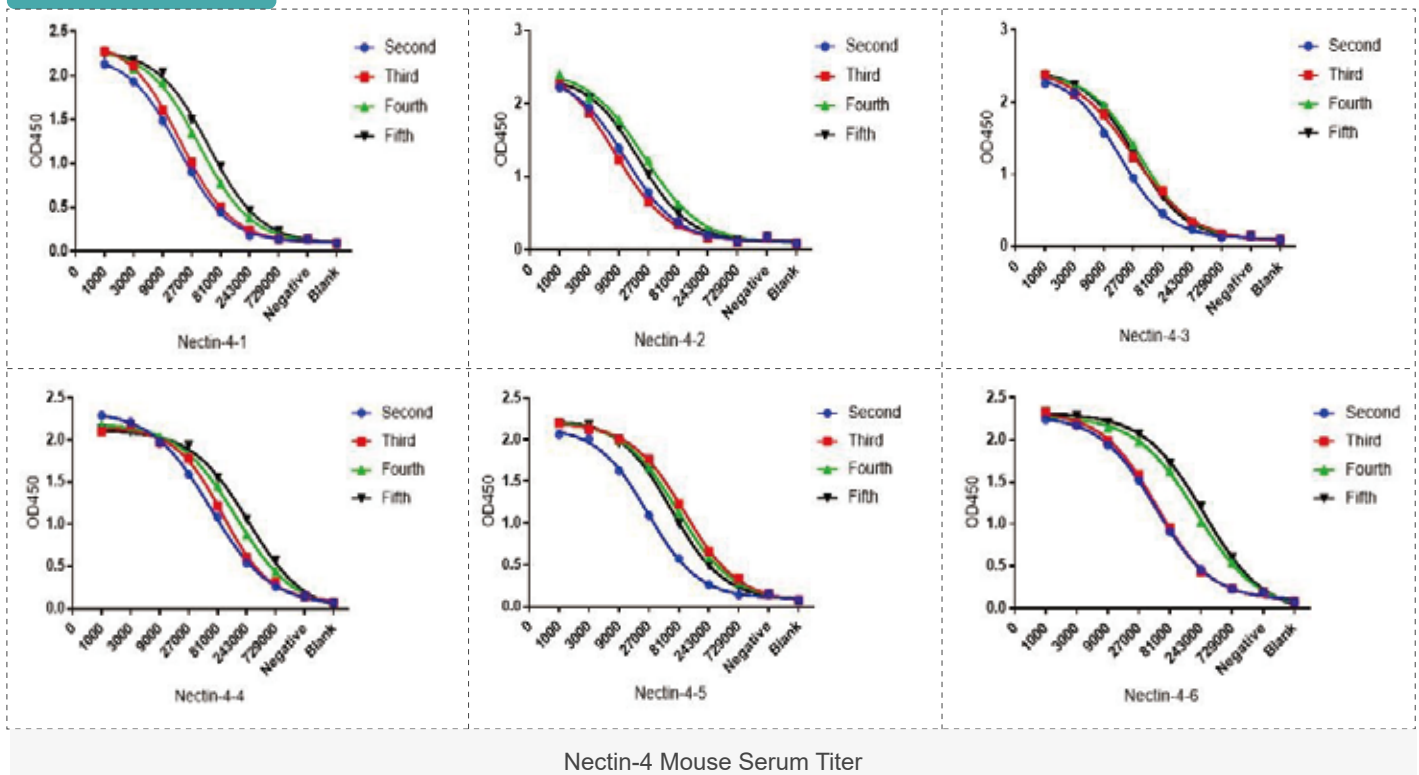 2.5
2.0
1.5
1.0
0.5
0.0
OD450
Second
Third
Fourth
Fifth
0
1000
3000
9000
27000
81000
243000
729000
Negative
Blank
Nectin-4-1
3
2
1
0
OD450
Second
Third
Fourth
Fifth
0
1000
3000
9000
27000
81000
243000
729000
Negative
Blank
Nectin-4-2
3
2
1
0
OD450
Second
Third
Fourth
Fifth
0
1000
3000
9000
27090
81000
243000
729000
Negative
Blank
Nectin-4-3
2.5
2.0
1.5
1.0
0.5
0.0
OD450
Second
Third
Fourth
Fifth
0
1000
3000
9000
27000
81000
243000
729000
Negative
Blank
Nectin-4-4
2.5
2.0
1.5
1.0
0.5
0.0
OD450
Second
Third
Fourth
Fifth
0
1000
3000
9000
27000
81000
243000
729000
Negative
Blank
Nectin-4-5
2.5
2.0
1.5
1.0
0.5
0.0
OD450
Second
Third
Fourth
Fifth
0
1000
3000
9000
27000
81000
243000
729000
Negative
Blank
Nectin-4-6
Nectin-4 Mouse Serum Titer